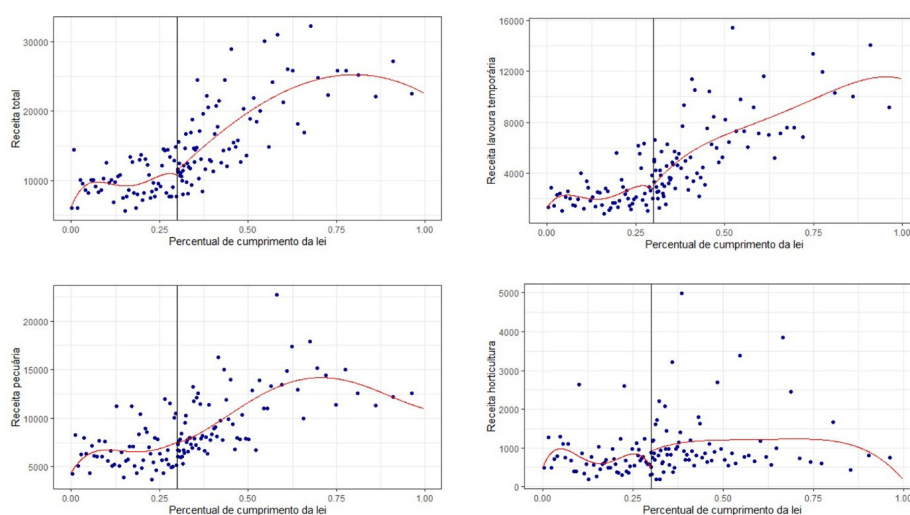 30000
20000
10000
Receita total
0.00 0.25 0.50 0.75 1.00
Percentual de cumprimento da lei
16000
12000
8000
4000
Receita lavoura temporária
0.00 0.25 0.50 0.75 1.00
Percentual de cumprimento da lei
20000
15000
10000
5000
Receita pecuária
0.00 0.25 0.50 0.75 1.00
Percentual de cumprimento da lei
5000
4000
3000
2000
1000
0
Receita horticultura
0.00 0.25 0.50 0.75 1.00
Percentual de cumprimento da lei